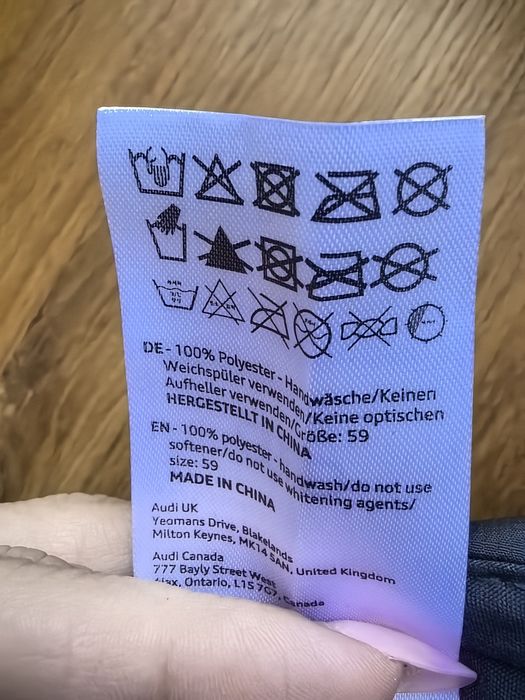 DE - 100% Polyester - Handwäsche/Keinen
Weichspüler verwenden/Keine optischen
Aufheller verwenden/Größe: 59
HERGESTELLT IN CHINA
EN - 100% polyester - handwash/do not use
softener/do not use whitening agents/
size: 59
MADE IN CHINA
Audi UK
Yeomans Drive, Blakelands
Milton Keynes, MK14 5AN, United Kingdom
Audi Canada
777 Bayly Street West
Ajax, Ontario, L1S 7G7, Canada